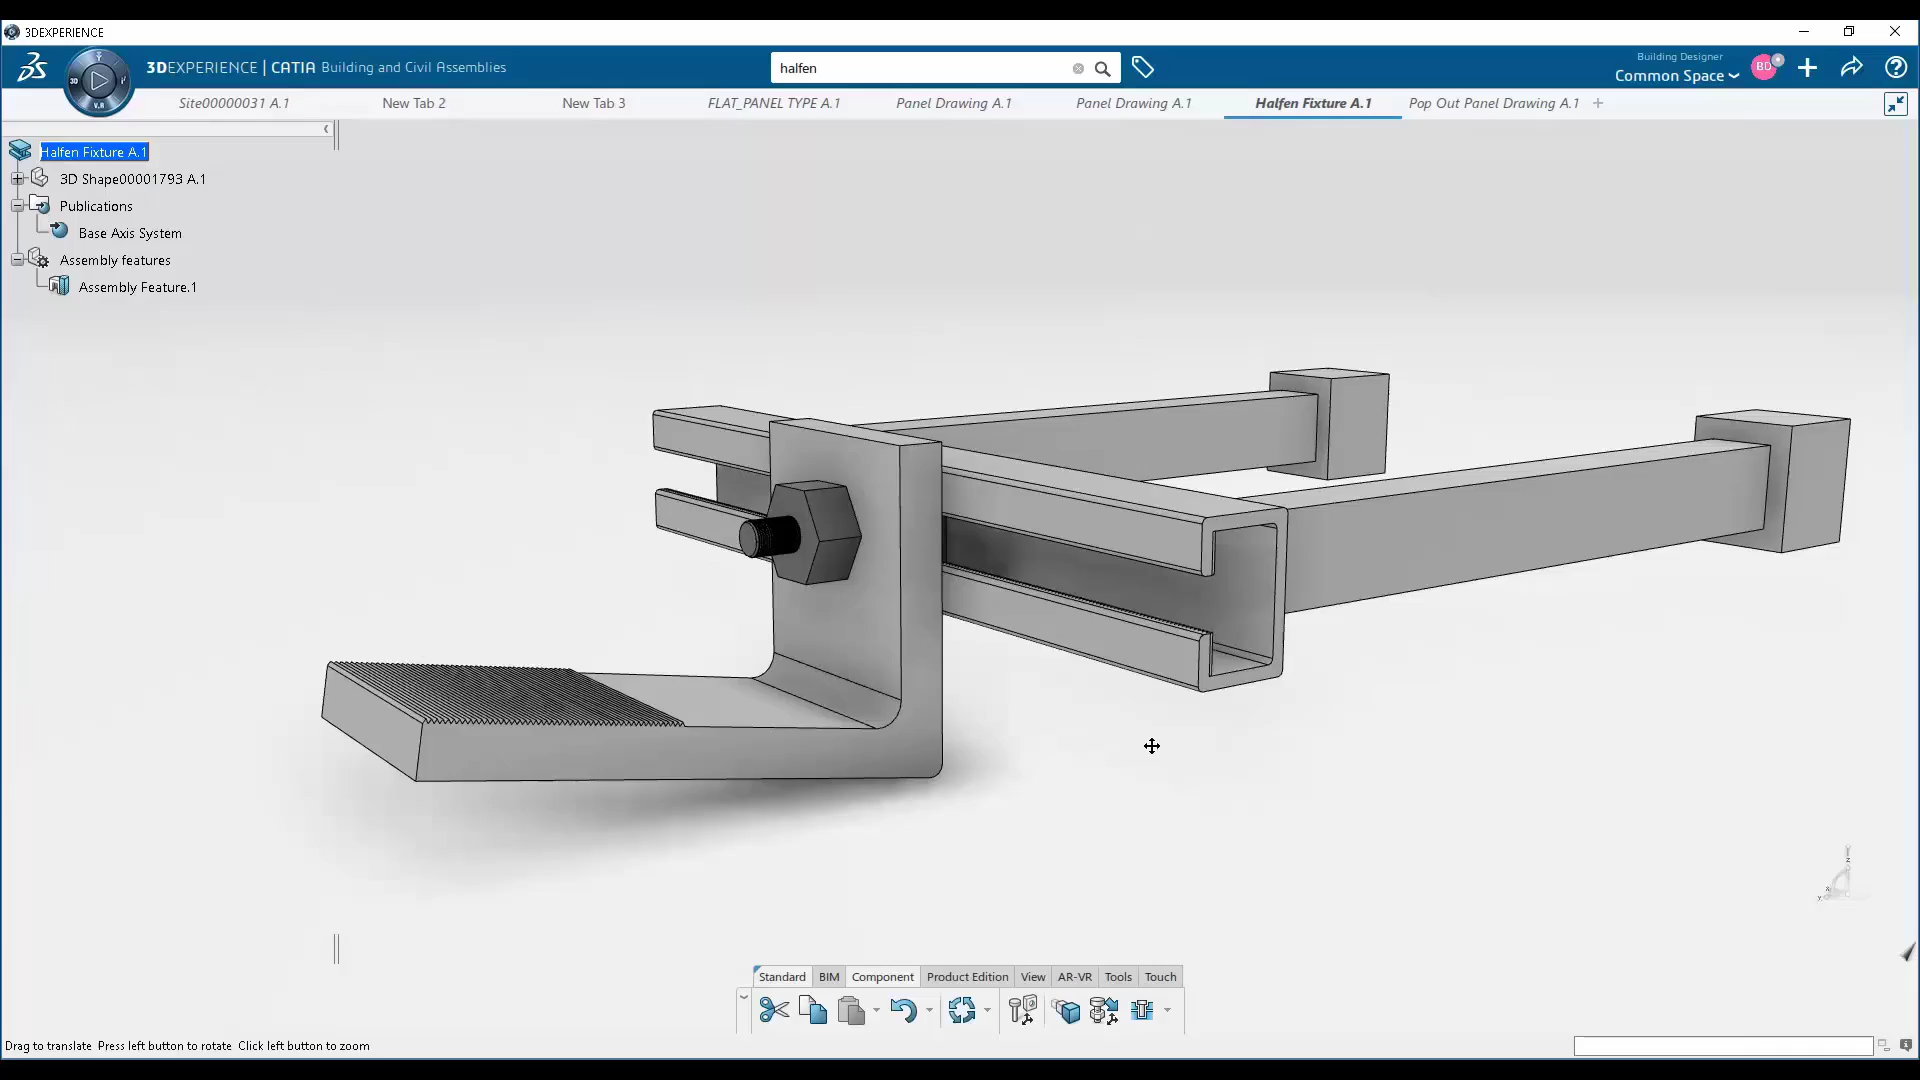 3DEXPERIENCE
3DEXPERIENCE | CATIA Building and Civil Assemblies
halfen
Building Designer
Common Space
BD
3D
V.R
Site00000031 A.1
New Tab 2
New Tab 3
FLAT_PANEL TYPE A.1
Panel Drawing A.1
Panel Drawing A.1
Halfen Fixture A.1
Pop Out Panel Drawing A.1
Halfen Fixture A.1
3D Shape00001793 A.1
Publications
Base Axis System
Assembly features
Assembly Feature.1
Standard
BIM
Component
Product Edition
View
AR-VR
Tools
Touch
Drag to translate Press left button to rotate Click left button to zoom